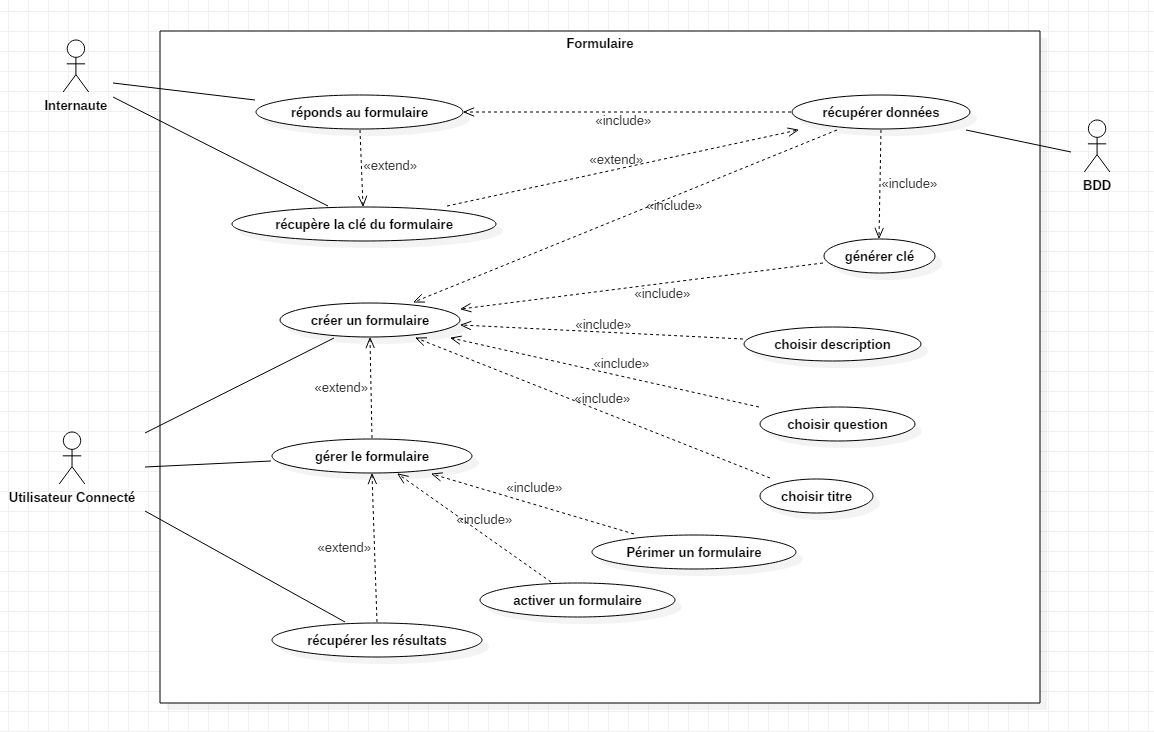 Formulaire
Internaute
réponds au formulaire
«include»
récupérer données
«extend»
«extend»
BDD
«include»
«include»
récupère la clé du formulaire
générer clé
«include»
créer un formulaire
«include»
choisir description
«include»
«extend»
«include»
choisir question
gérer le formulaire
Utilisateur Connecté
«include»
choisir titre
«include»
«extend»
Périmer un formulaire
activer un formulaire
récupérer les résultats